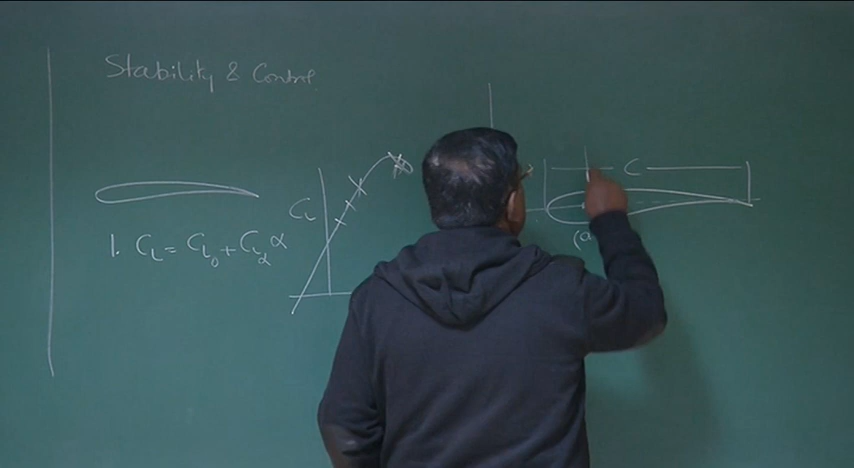 Stability & Control
C_L
C
1. C_L = C_L_0 + C_L_α α
(a